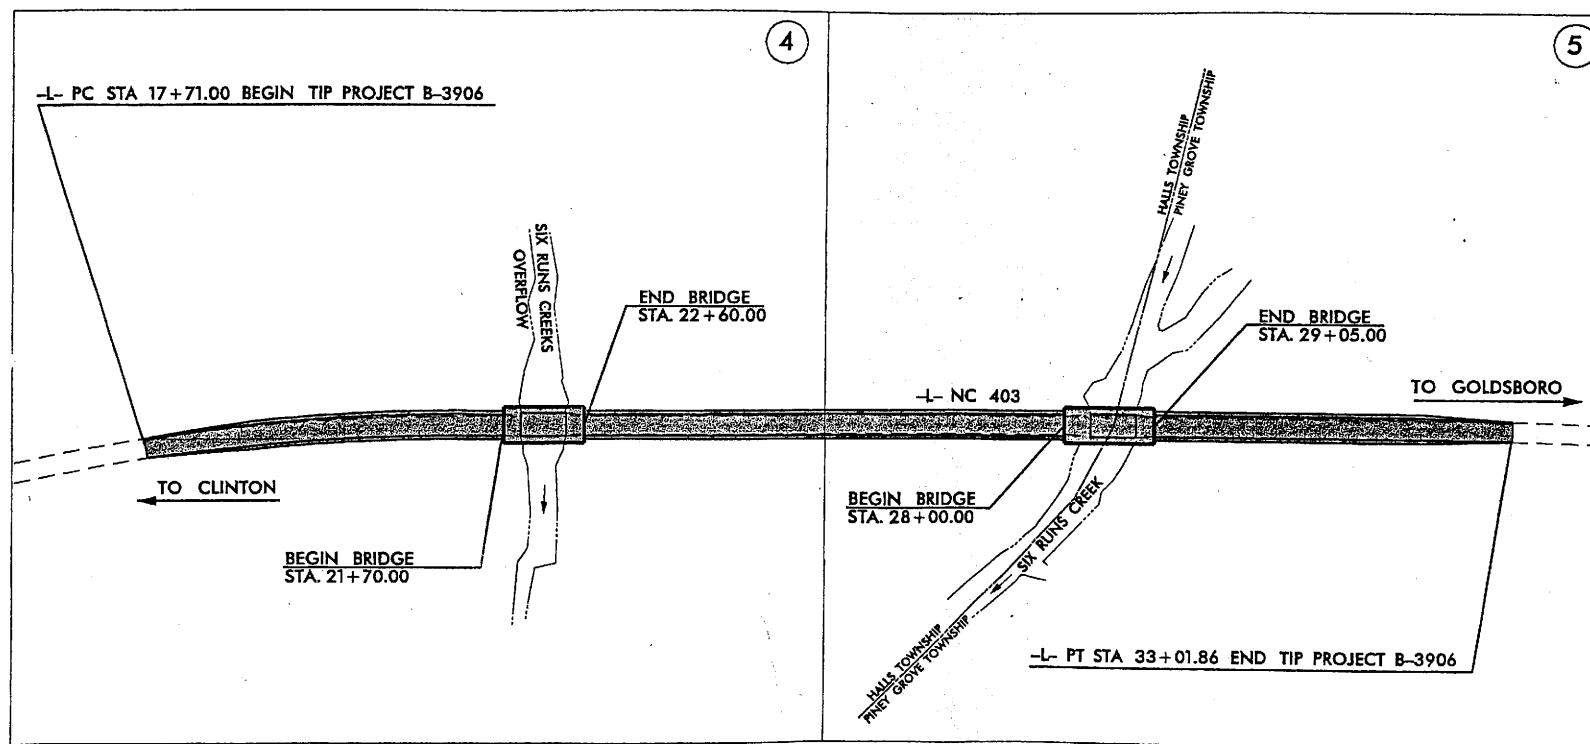 4
5
-L- PC STA 17+71.00 BEGIN TIP PROJECT B-3906
HALLS TOWNSHIP
PINEY GROVE TOWNSHIP
SIX RUNS CREEKS
OVERFLOW
END BRIDGE
STA. 22+60.00
END BRIDGE
STA. 29+05.00
-L- NC 403
TO GOLDSBORO
TO CLINTON
BEGIN BRIDGE
STA. 21+70.00
BEGIN BRIDGE
STA. 28+00.00
SIX RUNS CREEK
HALLS TOWNSHIP
PINEY GROVE TOWNSHIP
-L- PT STA 33+01.86 END TIP PROJECT B-3906